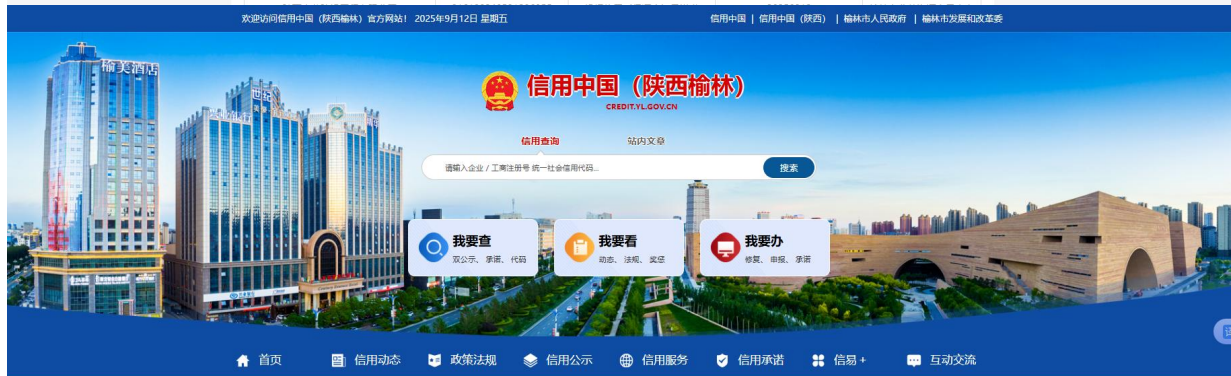 欢迎访问信用中国（陕西榆林）官方网站！ 2025年9月12日 星期五
信用中国 | 信用中国（陕西） | 榆林市人民政府 | 榆林市发展和改革委
榆美酒店
世纪
信用中国（陕西榆林）
CREDIT.YL.GOV.CN
信用查询 站内文章
请输入企业 / 工商注册号 统一社会信用代码...
搜索
我要查
双公示、承诺、代码
我要看
动态、法规、奖惩
我要办
修复、申报、承诺
首页 信用动态 政策法规 信用公示 信用服务 信用承诺 信易+ 互动交流